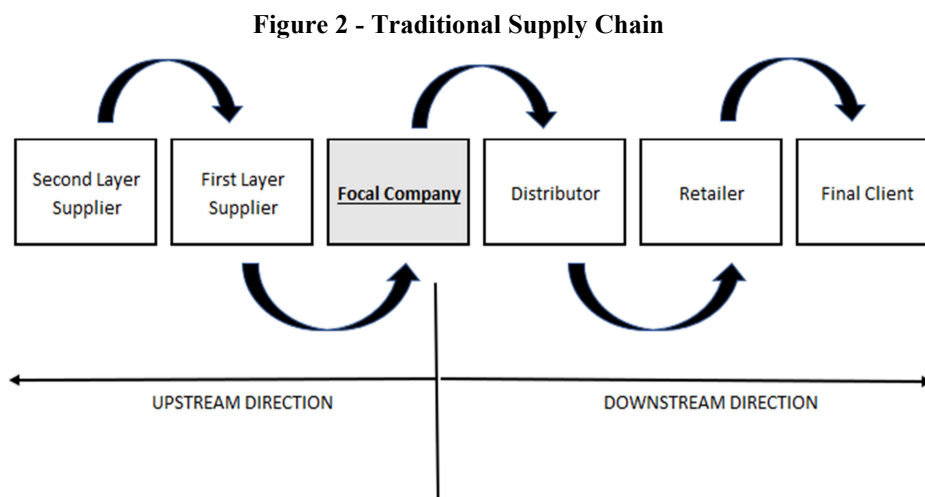 Figure 2 - Traditional Supply Chain
Second Layer
Supplier
First Layer
Supplier
Focal Company
Distributor
Retailer
Final Client
UPSTREAM DIRECTION
DOWNSTREAM DIRECTION